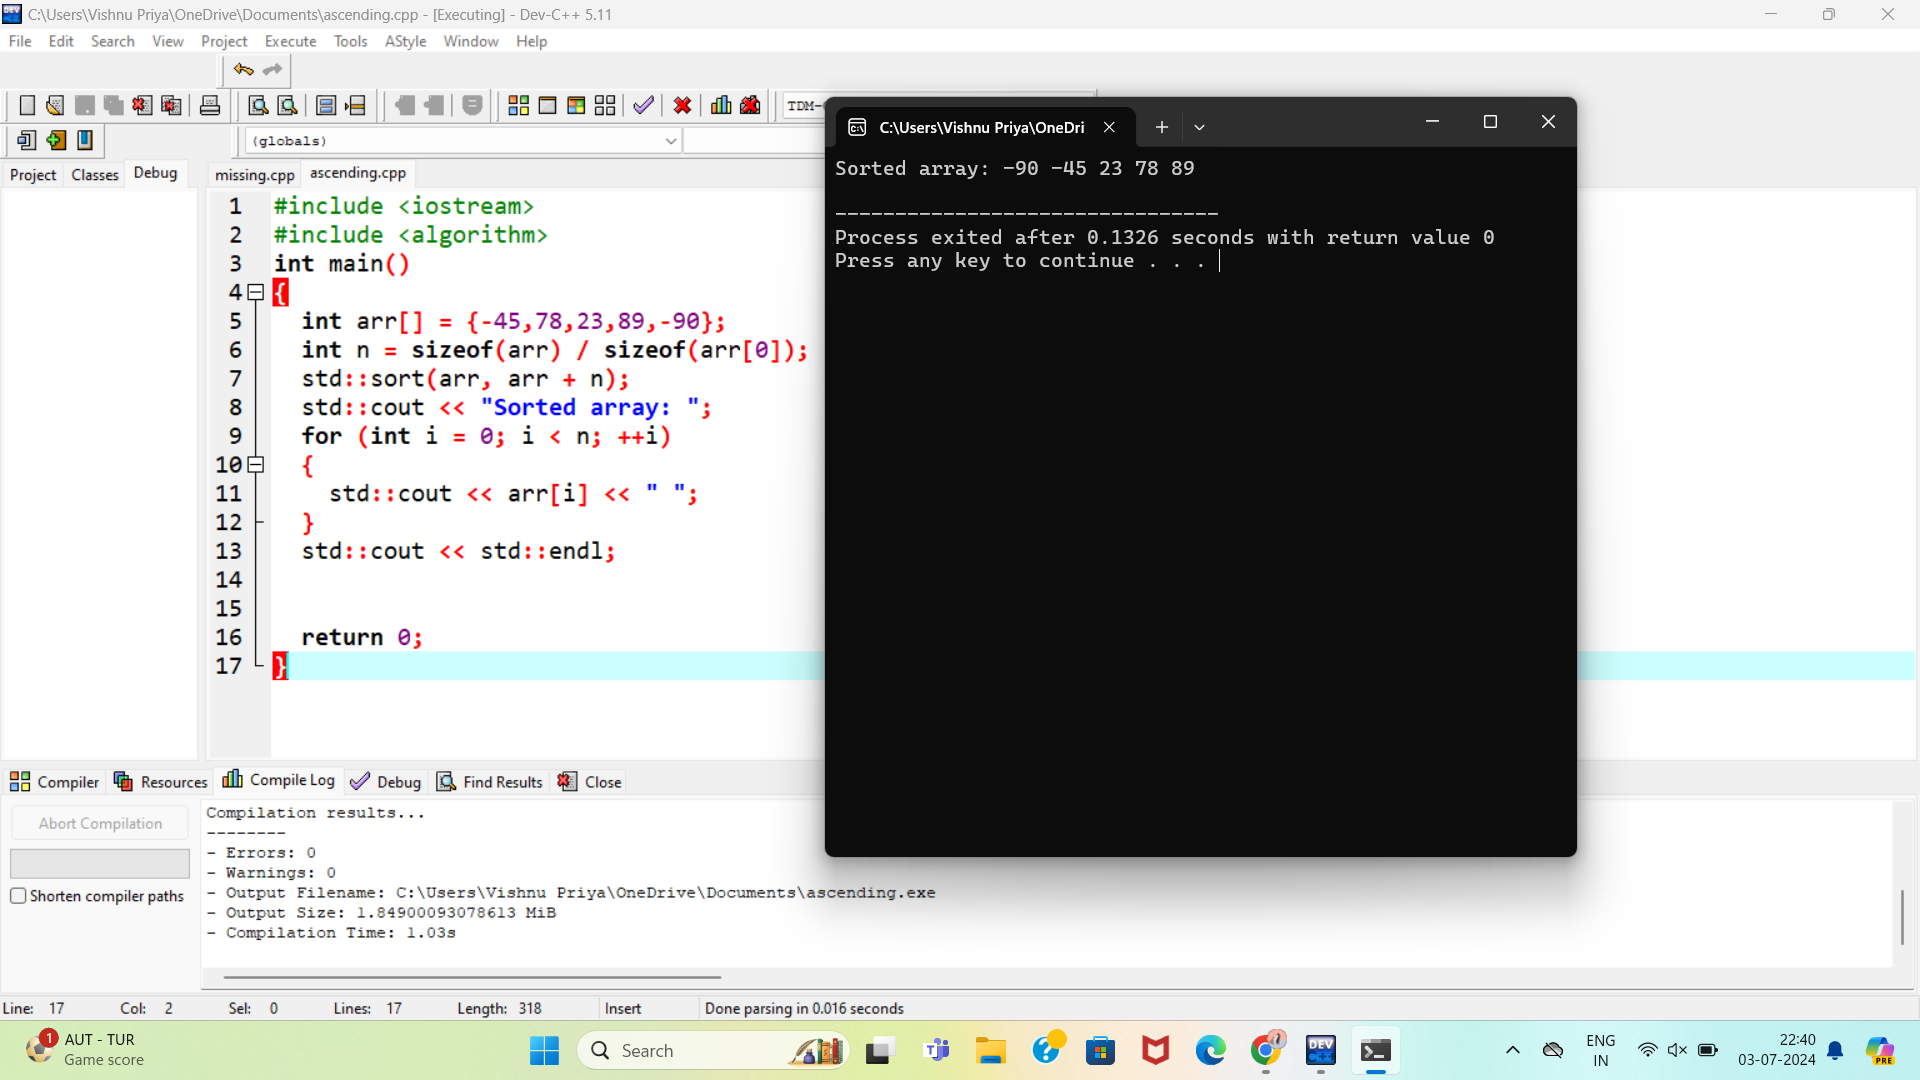 C:\Users\Vishnu Priya\OneDrive\Documents\ascending.cpp - [Executing] - Dev-C++ 5.11
File Edit Search View Project Execute Tools AStyle Window Help
TDM-
(globals)
Project Classes Debug
missing.cpp ascending.cpp
1 #include <iostream>
2 #include <algorithm>
3 int main()
4 {
5 int arr[] = {-45,78,23,89,-90};
6 int n = sizeof(arr) / sizeof(arr[0]);
7 std::sort(arr, arr + n);
8 std::cout << "Sorted array: ";
9 for (int i = 0; i < n; ++i)
10 {
11 std::cout << arr[i] << " ";
12 }
13 std::cout << std::endl;
14
15
16 return 0;
17 }
C:\Users\Vishnu Priya\OneDri
Sorted array: -90 -45 23 78 89
--------------------------------
Process exited after 0.1326 seconds with return value 0
Press any key to continue . . .
Compiler Resources Compile Log Debug Find Results Close
Abort Compilation
Shorten compiler paths
Compilation results...
--------
- Errors: 0
- Warnings: 0
- Output Filename: C:\Users\Vishnu Priya\OneDrive\Documents\ascending.exe
- Output Size: 1.84900093078613 MiB
- Compilation Time: 1.03s
Line: 17 Col: 2 Sel: 0 Lines: 17 Length: 318 Insert Done parsing in 0.016 seconds
1
AUT - TUR
Game score
Search
DEV
ENG
IN
22:40
03-07-2024
PRE